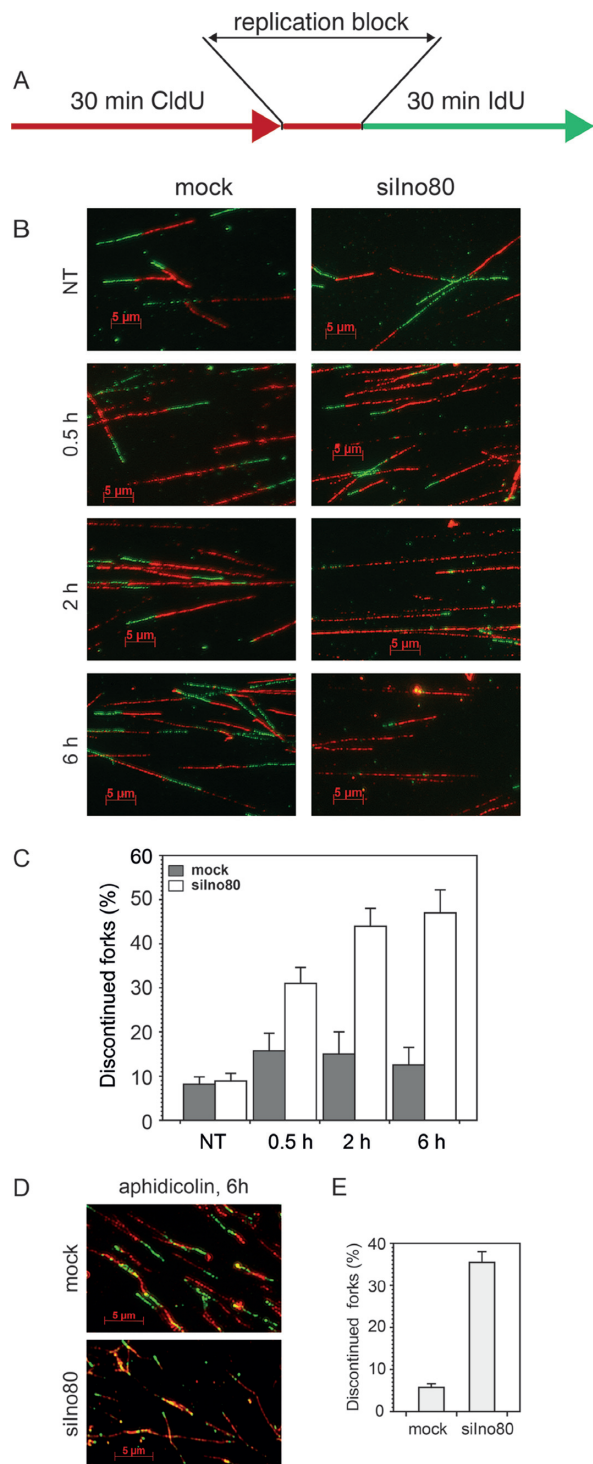 replication block
A
30 min CldU
30 min IdU
mock
siIno80
B
NT
5 µm
5 µm
0.5 h
5 µm
5 µm
2 h
5 µm
5 µm
6 h
5 µm
5 µm
C
Discontinued forks (%)
60
50
40
30
20
10
0
mock
siIno80
NT
0.5 h
2 h
6 h
D
aphidicolin, 6h
mock
5 µm
siIno80
5 µm
E
Discontinued forks (%)
40
30
20
10
0
mock
siIno80